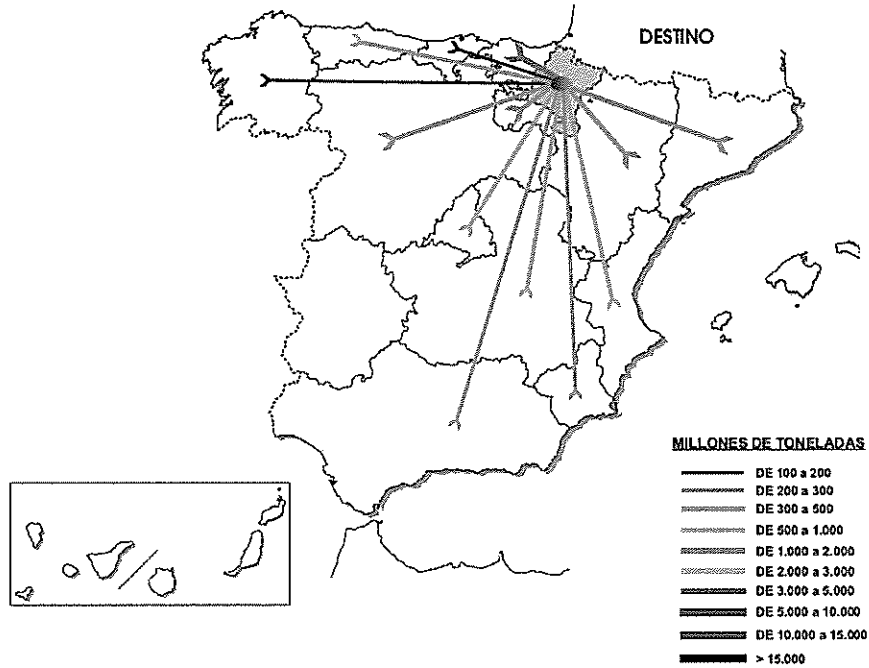 DESTINO
MILLONES DE TONELADAS
DE 100 a 200
DE 200 a 300
DE 300 a 500
DE 500 a 1.000
DE 1.000 a 2.000
DE 2.000 a 3.000
DE 3.000 a 5.000
DE 5.000 a 10.000
DE 10.000 a 15.000
> 15.000